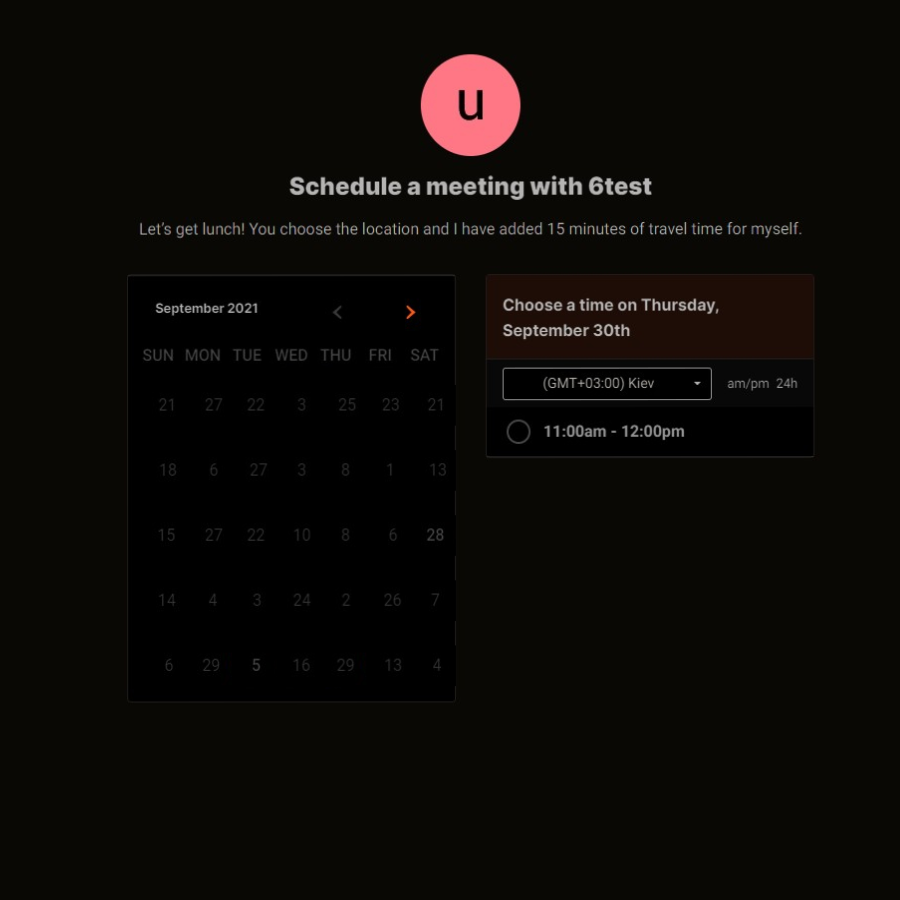 u
Schedule a meeting with 6test
Let's get lunch! You choose the location and I have added 15 minutes of travel time for myself.
September 2021
SUN MON TUE WED THU FRI SAT
21 27 22 3 25 23 21
18 6 27 3 8 1 13
15 27 22 10 8 6 28
14 4 3 24 2 26 7
6 29 5 16 29 13 4
Choose a time on Thursday,
September 30th
(GMT+03:00) Kiev am/pm 24h
11:00am - 12:00pm